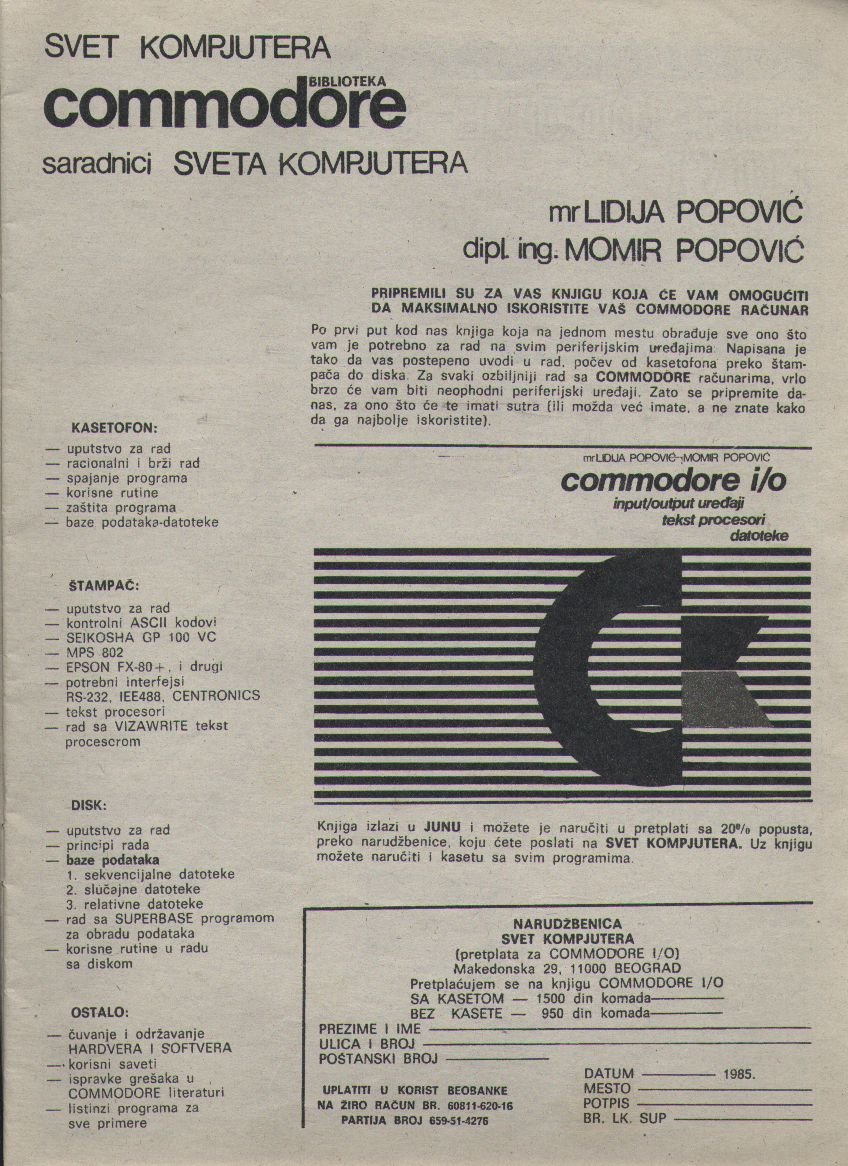 SVET KOMPJUTERA
BIBLIOTEKA
commodore
saradnici SVETA KOMPJUTERA
mr LIDIJA POPOVIĆ
dipl. ing. MOMIR POPOVIĆ
PRIPREMILI SU ZA VAS KNJIGU KOJA ĆE VAM OMOGUĆITI
DA MAKSIMALNO ISKORISTITE VAŠ COMMODORE RAČUNAR
Po prvi put kod nas knjiga koja na jednom mestu obrađuje sve ono što
vam je potrebno za rad na svim periferijskim uređajima. Napisana je
tako da vas postepeno uvodi u rad, počev od kasetofona preko štam-
pača do diska. Za svaki ozbiljniji rad sa COMMODORE računarima, vrlo
brzo će vam biti neophodni periferijski uređaji. Zato se pripremite da-
nas, za ono što će te imati sutra (ili možda već imate, a ne znate kako
da ga najbolje iskoristite).
KASETOFON:
— uputstvo za rad
— racionalni i brži rad
— spajanje programa
— korisne rutine
— zaštita programa
— baze podataka-datoteke
ŠTAMPAČ:
— uputstvo za rad
— kontrolni ASCII kodovi
— SEIKOSHA GP 100 VC
— MPS 802
— EPSON FX-80+, i drugi
— potrebni interfejsi
RS-232, IEE488, CENTRONICS
— tekst procesori
— rad sa VIZAWRITE tekst
procescrom
DISK:
— uputstvo za rad
— principi rada
— baze podataka
1. sekvencijalne datoteke
2. slučajne datoteke
3. relativne datoteke
— rad sa SUPERBASE programom
za obradu podataka
— korisne rutine u radu
sa diskom
OSTALO:
— čuvanje i održavanje
HARDVERA I SOFTVERA
— korisni saveti
— ispravke grešaka u
COMMODORE literaturi
— listinzi programa za
sve primere
mr LIDIJA POPOVIĆ-MOMIR POPOVIĆ
commodore i/o
input/output uređaji
tekst procesori
datoteke
Knjiga izlazi u JUNU i možete je naručiti u pretplati sa 20% popusta,
preko narudžbenice, koju ćete poslati na SVET KOMPJUTERA. Uz knjigu
možete naručiti i kasetu sa svim programima.
NARUDŽBENICA
SVET KOMPJUTERA
(pretplata za COMMODORE I/O)
Makedonska 29, 11000 BEOGRAD
Pretplaćujem se na knjigu COMMODORE I/O
SA KASETOM — 1500 din komada
BEZ KASETE — 950 din komada
PREZIME I IME
ULICA I BROJ
POŠTANSKI BROJ
UPLATITI U KORIST BEOBANKE
NA ŽIRO RAČUN BR. 60811-620-16
PARTIJA BROJ 659-51-4276
DATUM 1985.
MESTO
POTPIS
BR. LK. SUP